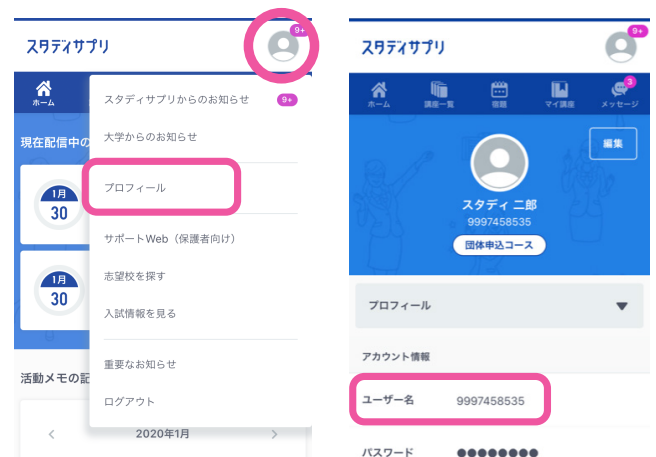 スタディサプリ
9+
ホーム
スタディサプリからのお知らせ
9+
大学からのお知らせ
プロフィール
サポートWeb（保護者向け）
志望校を探す
入試情報を見る
重要なお知らせ
ログアウト
現在配信中の
1月
30
1月
30
活動メモの記
2020年1月
スタディサプリ
9+
ホーム
講座一覧
宿題
マイ講座
メッセージ
3
編集
スタディ 二郎
9997458535
団体申込コース
プロフィール
アカウント情報
ユーザー名 9997458535
パスワード ●●●●●●●●